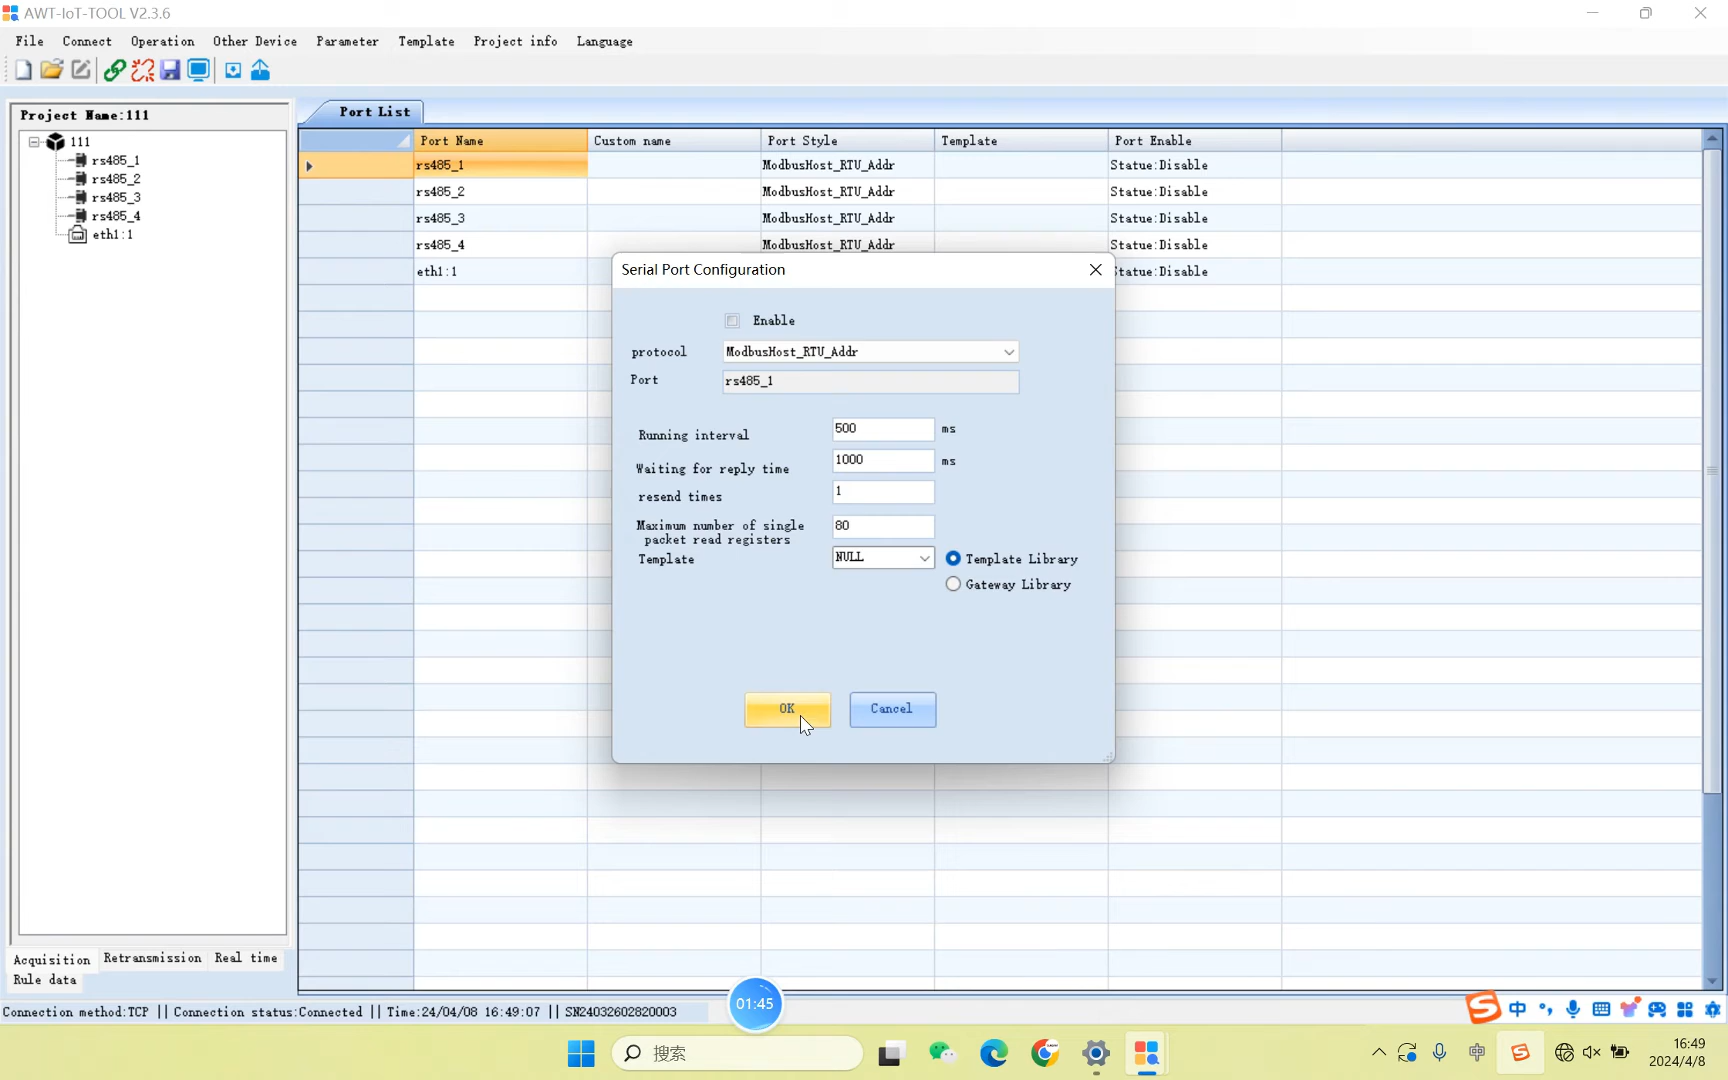 AWT-IoT-TOOL V2.3.6
File Connect Operation Other Device Parameter Template Project info Language
Project Name:111
111
rs485_1
rs485_2
rs485_3
rs485_4
eth1:1
Port List
Port Name Custom name Port Style Template Port Enable
rs485_1 ModbusHost_RTU_Addr Statue:Disable
rs485_2 ModbusHost_RTU_Addr Statue:Disable
rs485_3 ModbusHost_RTU_Addr Statue:Disable
rs485_4 ModbusHost_RTU_Addr Statue:Disable
eth1:1 Statue:Disable
Serial Port Configuration
Enable
protocol ModbusHost_RTU_Addr
Port rs485_1
Running interval 500 ms
Waiting for reply time 1000 ms
resend times 1
Maximum number of single 80
packet read registers
Template NULL Template Library
Gateway Library
OK Cancel
Acquisition Retransmission Real time
Rule data
Connection method:TCP || Connection status:Connected || Time:24/04/08 16:49:07 || SN24032602820003
01:45
中
搜索
中
16:49
2024/4/8